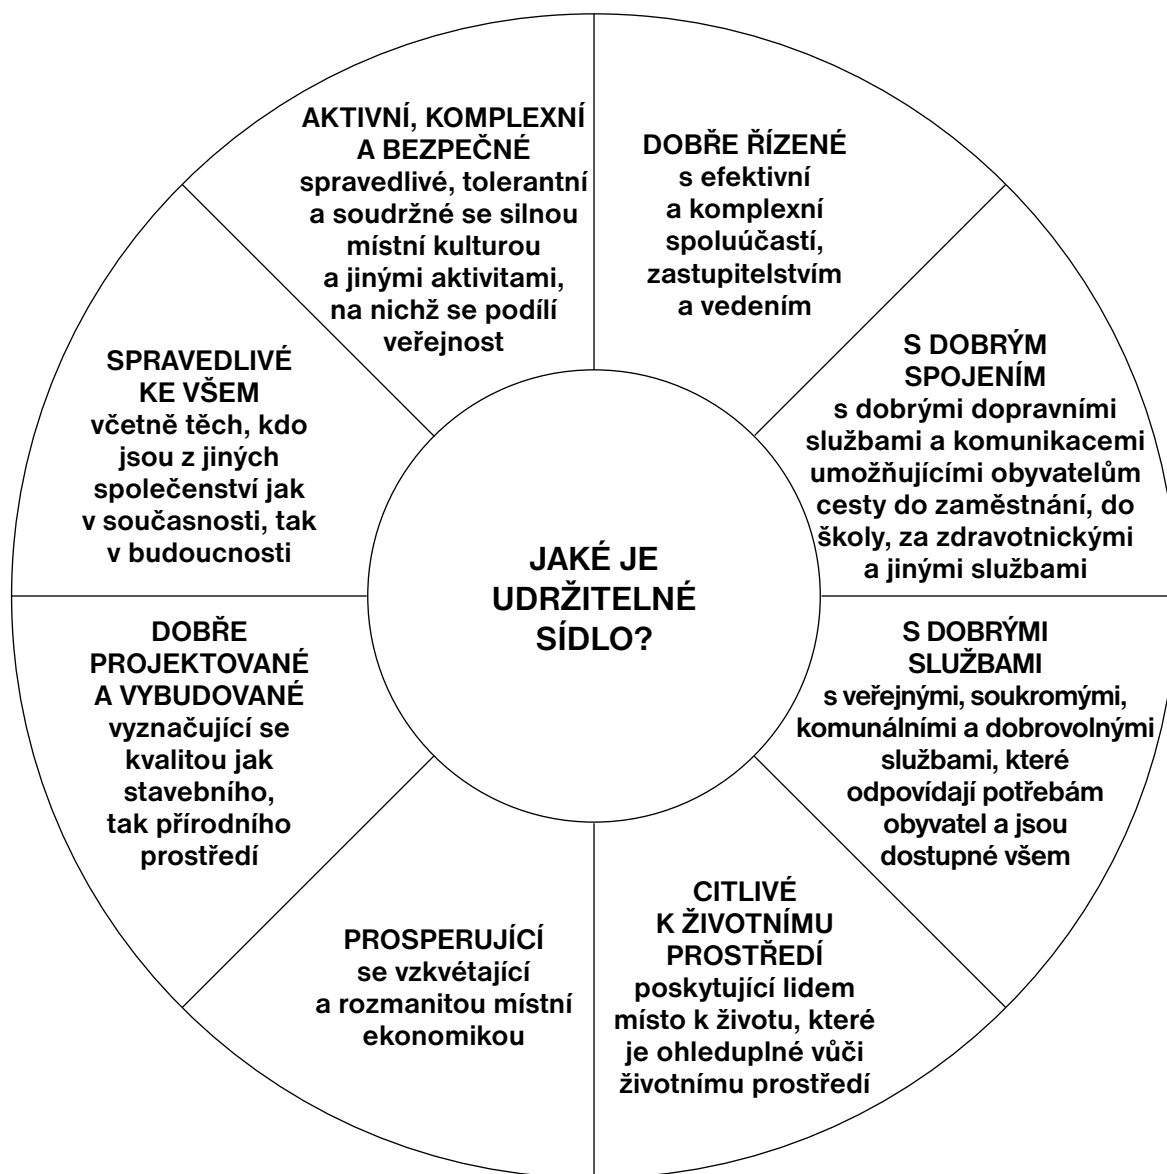 AKTIVNÍ, KOMPLEXNÍ
A BEZPEČNÉ
spravedlivé, tolerantní
a soudržné se silnou
místní kulturou
a jinými aktivitami,
na nichž se podílí
veřejnost
DOBŘE ŘÍZENÉ
s efektivní
a komplexní
spoluúčastí,
zastupitelstvím
a vedením
S DOBRÝM
SPOJENÍM
s dobrými dopravními
službami a komunikacemi
umožňujícími obyvatelům
cesty do zaměstnání, do
školy, za zdravotnickými
a jinými službami
S DOBRÝMI
SLUŽBAMI
s veřejnými, soukromými,
komunálními a dobrovolnými
službami, které
odpovídají potřebám
obyvatel a jsou
dostupné všem
CITLIVÉ
K ŽIVOTNÍMU
PROSTŘEDÍ
poskytující lidem
místo k životu, které
je ohleduplné vůči
životnímu prostředí
PROSPERUJÍCÍ
se vzkvétající
a rozmanitou místní
ekonomikou
DOBŘE
PROJEKTOVANÉ
A VYBUDOVANÉ
vyznačující se
kvalitou jak
stavebního,
tak přírodního
prostředí
SPRAVEDLIVÉ
KE VŠEM
včetně těch, kdo
jsou z jiných
společenství jak
v současnosti, tak
v budoucnosti
JAKÉ JE
UDRŽITELNÉ
SÍDLO?